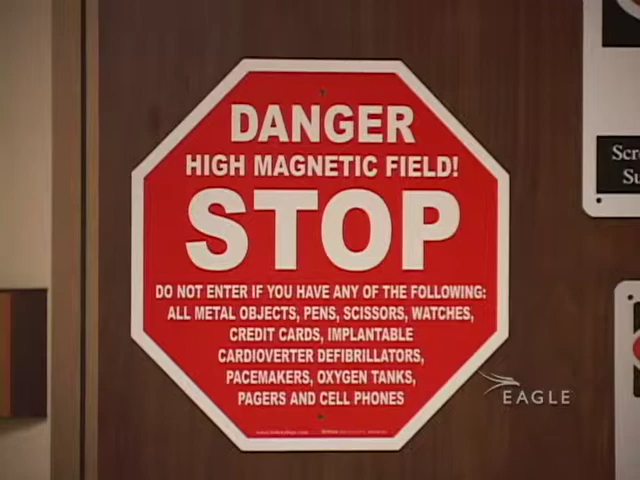 DANGER
HIGH MAGNETIC FIELD!
STOP
DO NOT ENTER IF YOU HAVE ANY OF THE FOLLOWING:
ALL METAL OBJECTS, PENS, SCISSORS, WATCHES,
CREDIT CARDS, IMPLANTABLE
CARDIOVERTER DEFIBRILLATORS,
PACEMAKERS, OXYGEN TANKS,
PAGERS AND CELL PHONES
EAGLE